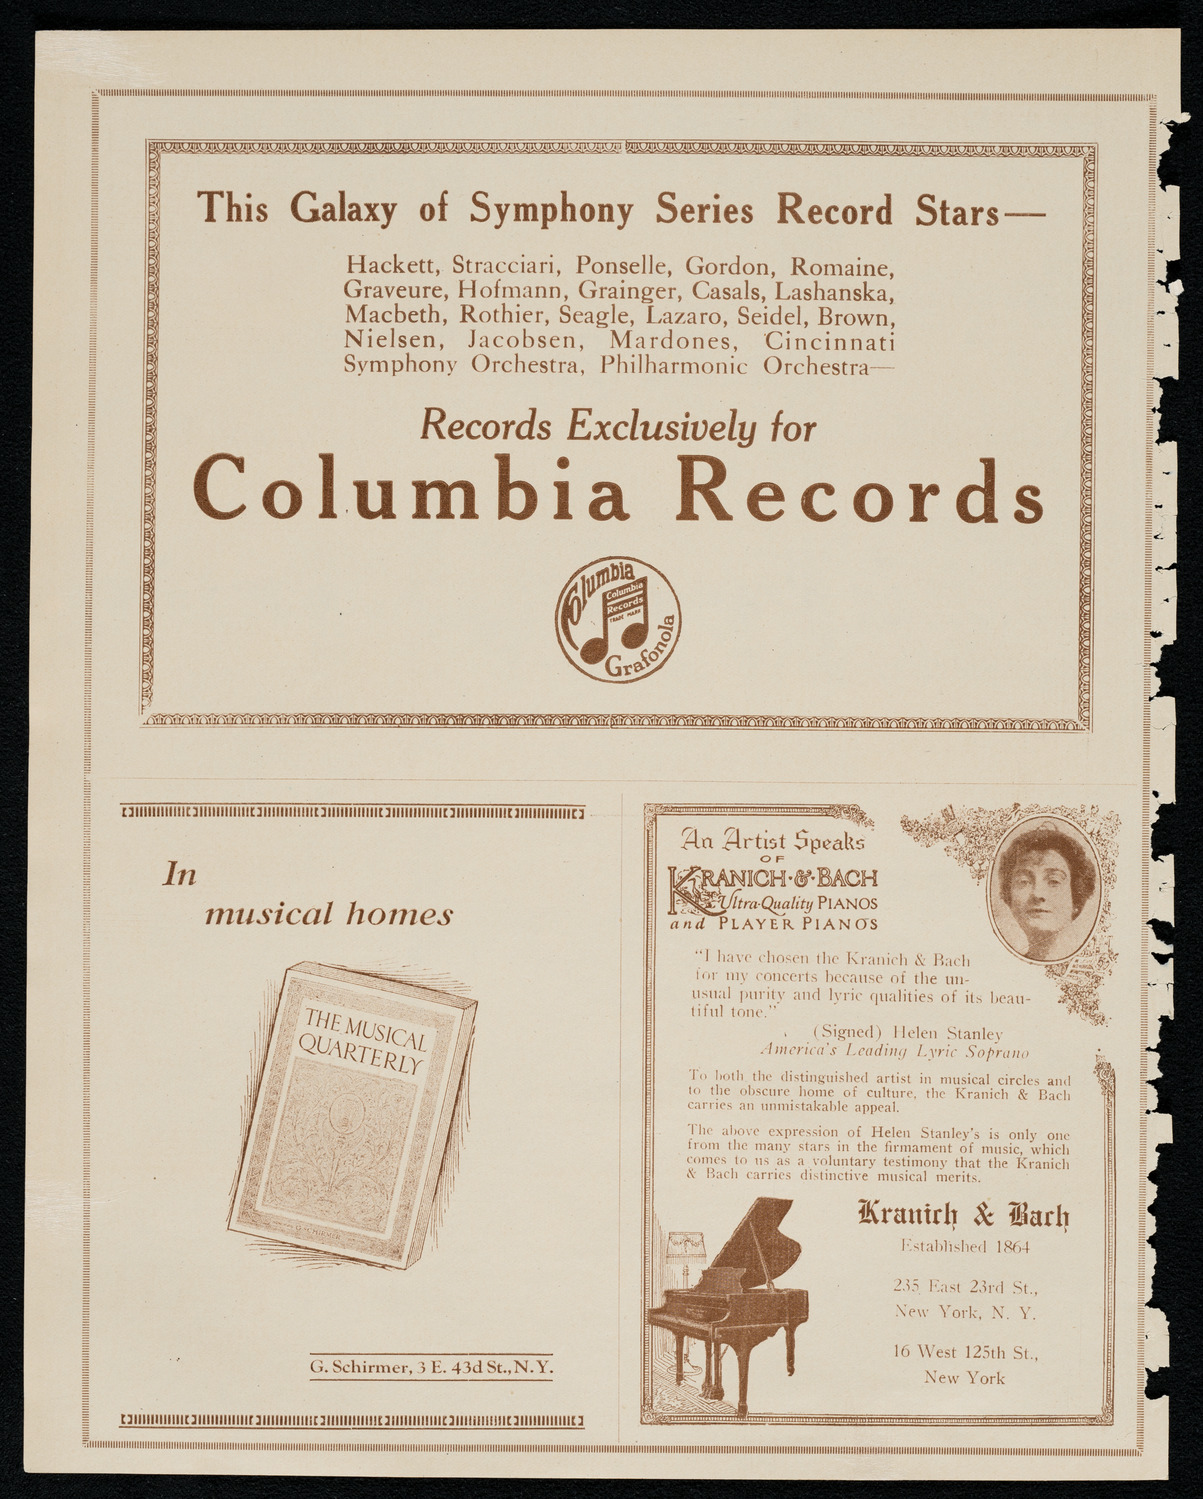 This Galaxy of Symphony Series Record Stars—
Hackett, Stracciari, Ponselle, Gordon, Romaine,
Graveure, Hofmann, Grainger, Casals, Lashanska,
Macbeth, Rothier, Seagle, Lazaro, Seidel, Brown,
Nielsen, Jacobsen, Mardones, Cincinnati
Symphony Orchestra, Philharmonic Orchestra—
Records Exclusively for
Columbia Records
Columbia
Columbia
Records
TRADE MARK
Grafonola
In
musical homes
THE MUSICAL
QUARTERLY
G. SCHIRMER
G. Schirmer, 3 E. 43d St., N. Y.
An Artist Speaks
OF
KRANICH·&·BACH
Ultra-Quality PIANOS
and PLAYER PIANOS
"I have chosen the Kranich & Bach
for my concerts because of the un-
usual purity and lyric qualities of its beau-
tiful tone."
(Signed) Helen Stanley
America's Leading Lyric Soprano
To both the distinguished artist in musical circles and
to the obscure home of culture, the Kranich & Bach
carries an unmistakable appeal.
The above expression of Helen Stanley's is only one
from the many stars in the firmament of music, which
comes to us as a voluntary testimony that the Kranich
& Bach carries distinctive musical merits.
Kranich & Bach
Established 1864
235 East 23rd St.,
New York, N. Y.
16 West 125th St.,
New York